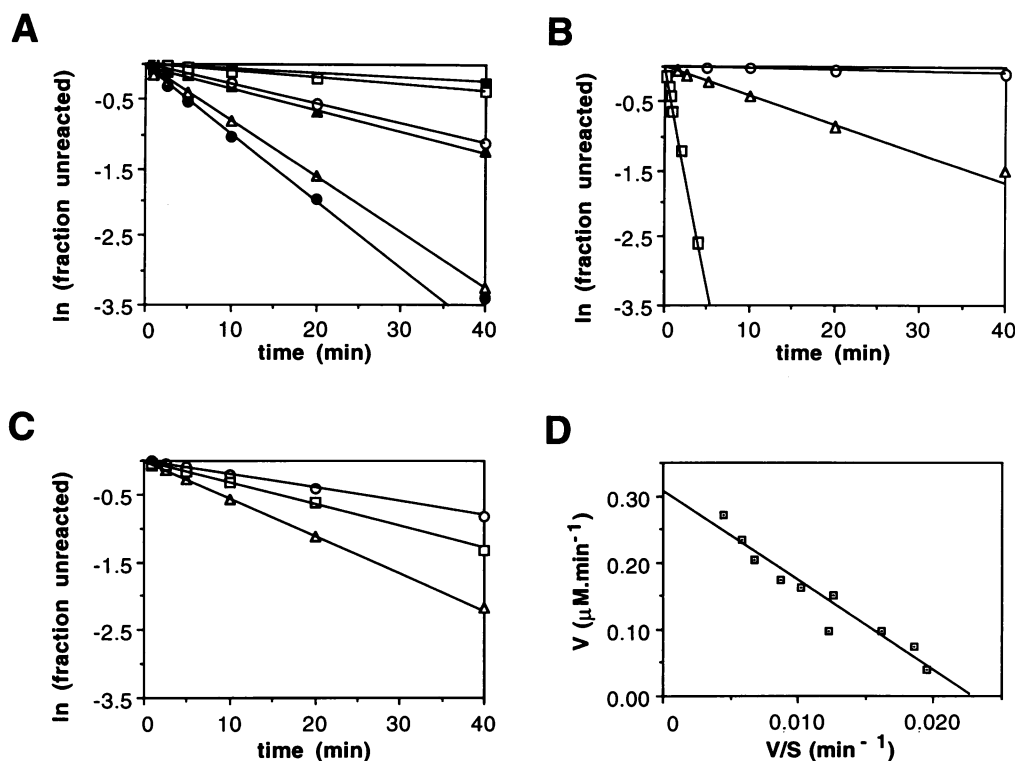 A
ln (fraction unreacted)
-0.5
-1.5
-2.5
-3.5
0 10 20 30 40
time (min)
B
ln (fraction unreacted)
-0.5
-1.5
-2.5
-3.5
0 10 20 30 40
time (min)
C
ln (fraction unreacted)
-0.5
-1.5
-2.5
-3.5
0 10 20 30 40
time (min)
D
V (μM.min⁻¹)
0.30
0.20
0.10
0.00
0 0.010 0.020
V/S (min⁻¹)